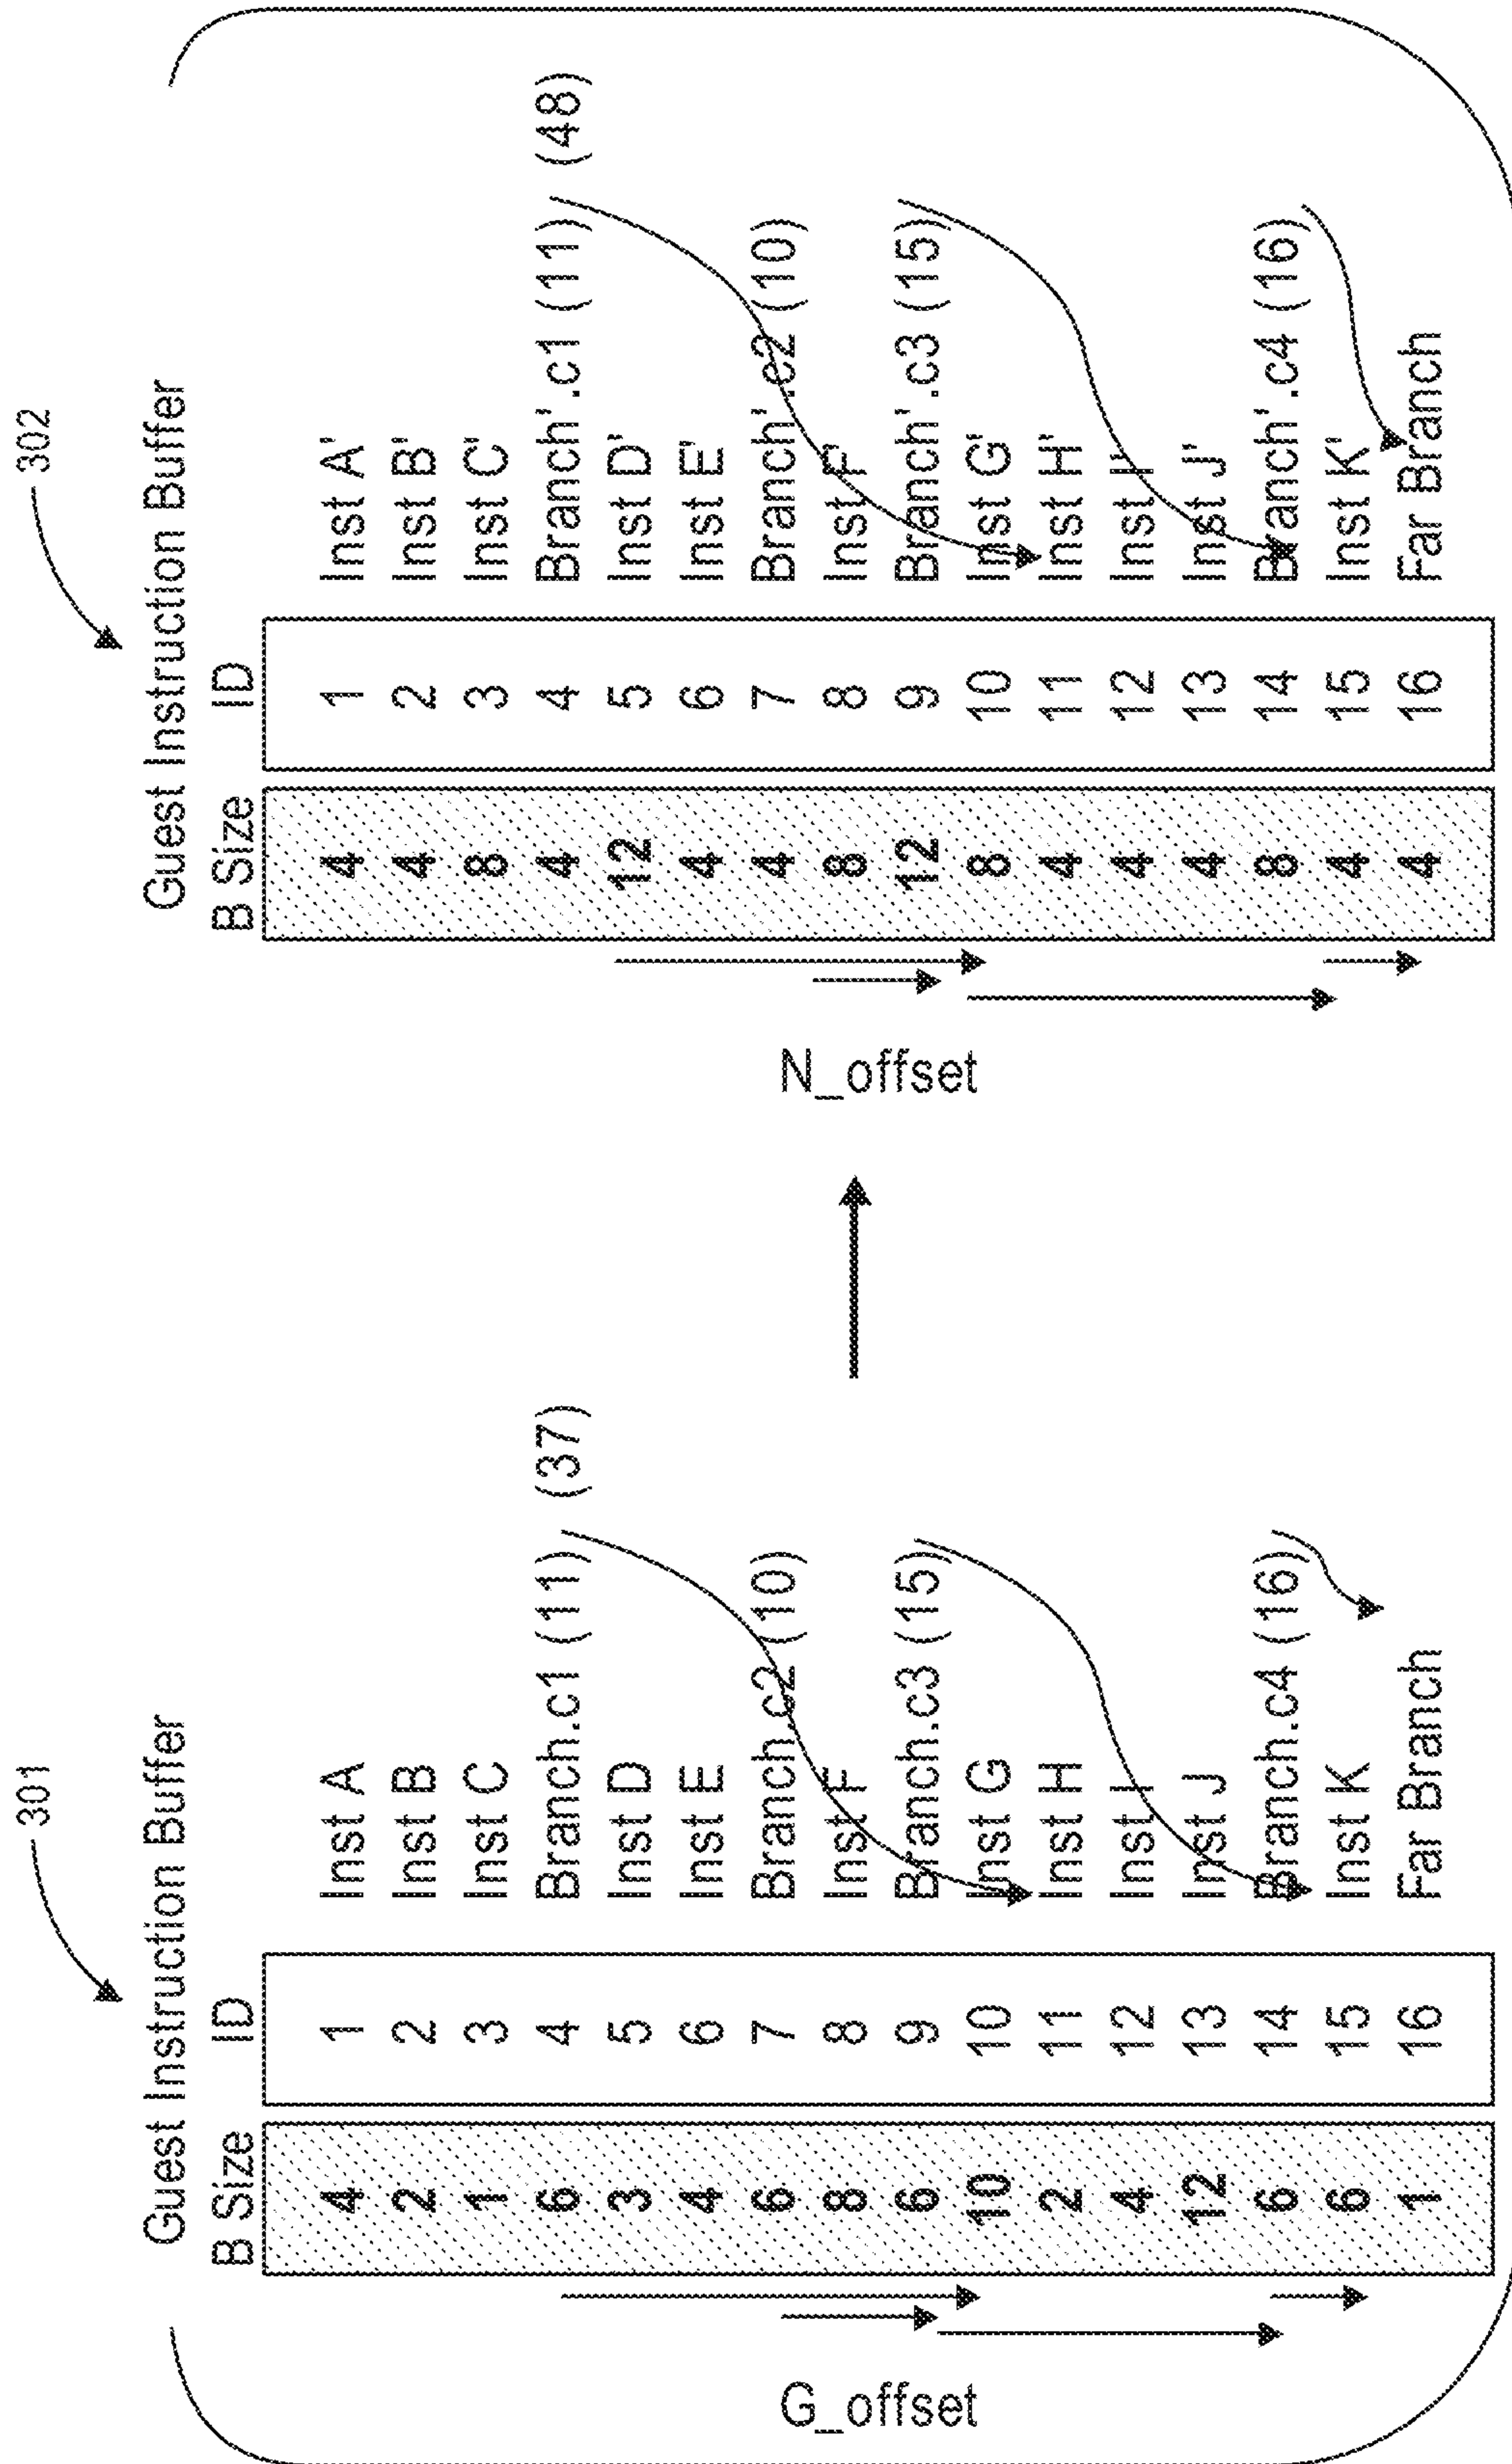 301
Guest Instruction Buffer
B Size ID
4 1 Inst A
2 2 Inst B
1 3 Inst C
6 4 Branch.c1 (11) (37)
3 5 Inst D
4 6 Inst E
6 7 Branch.c2 (10)
8 8 Inst F
6 9 Branch.c3 (15)
10 10 Inst G
2 11 Inst H
4 12 Inst I
12 13 Inst J
6 14 Branch.c4 (16)
6 15 Inst K
1 16 Far Branch
G_offset
302
Guest Instruction Buffer
B Size ID
4 1 Inst A'
4 2 Inst B'
8 3 Inst C'
4 4 Branch'.c1 (11) (48)
12 5 Inst D'
4 6 Inst E'
4 7 Branch'.c2 (10)
8 8 Inst F'
12 9 Branch'.c3 (15)
8 10 Inst G'
4 11 Inst H'
4 12 Inst I'
4 13 Inst J'
8 14 Branch'.c4 (16)
4 15 Inst K'
4 16 Far Branch
N_offset